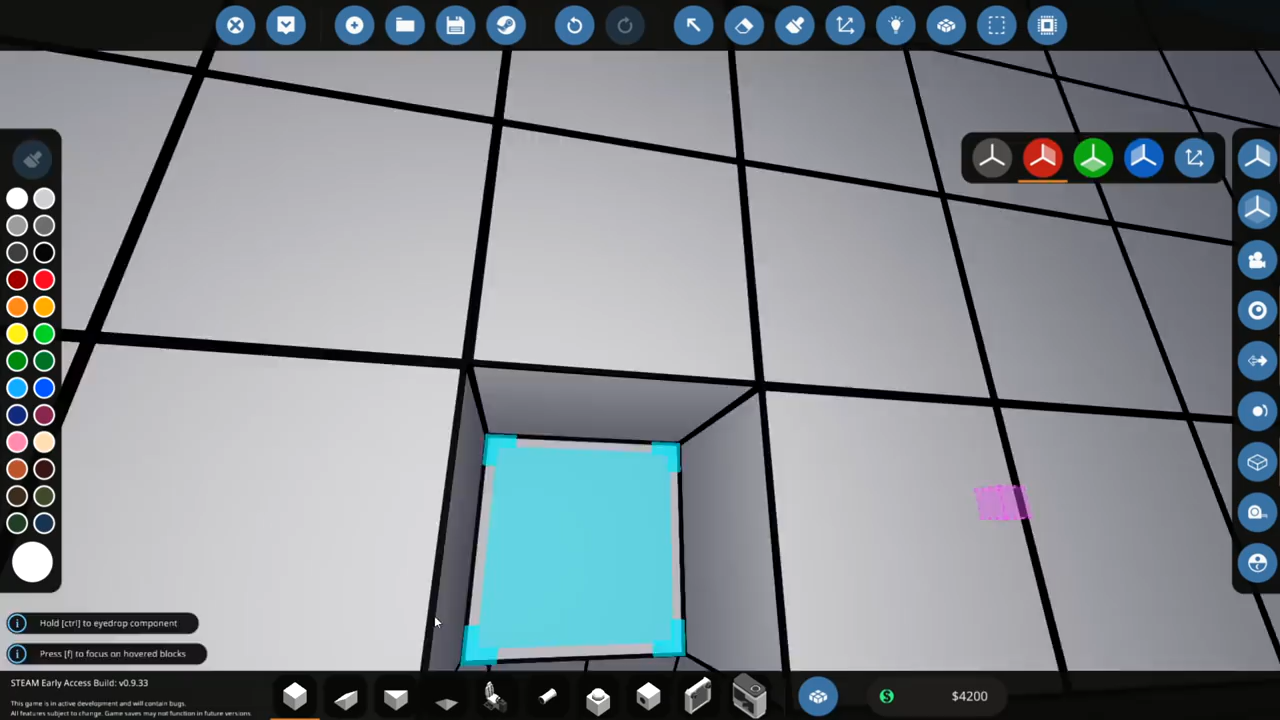 Hold [ctrl] to eyedrop component
Press [f] to focus on hovered blocks
STEAM Early Access Build: v0.9.33
This game is in active development and will contain bugs.
All features subject to change. Game saves may not function in future versions
$4200